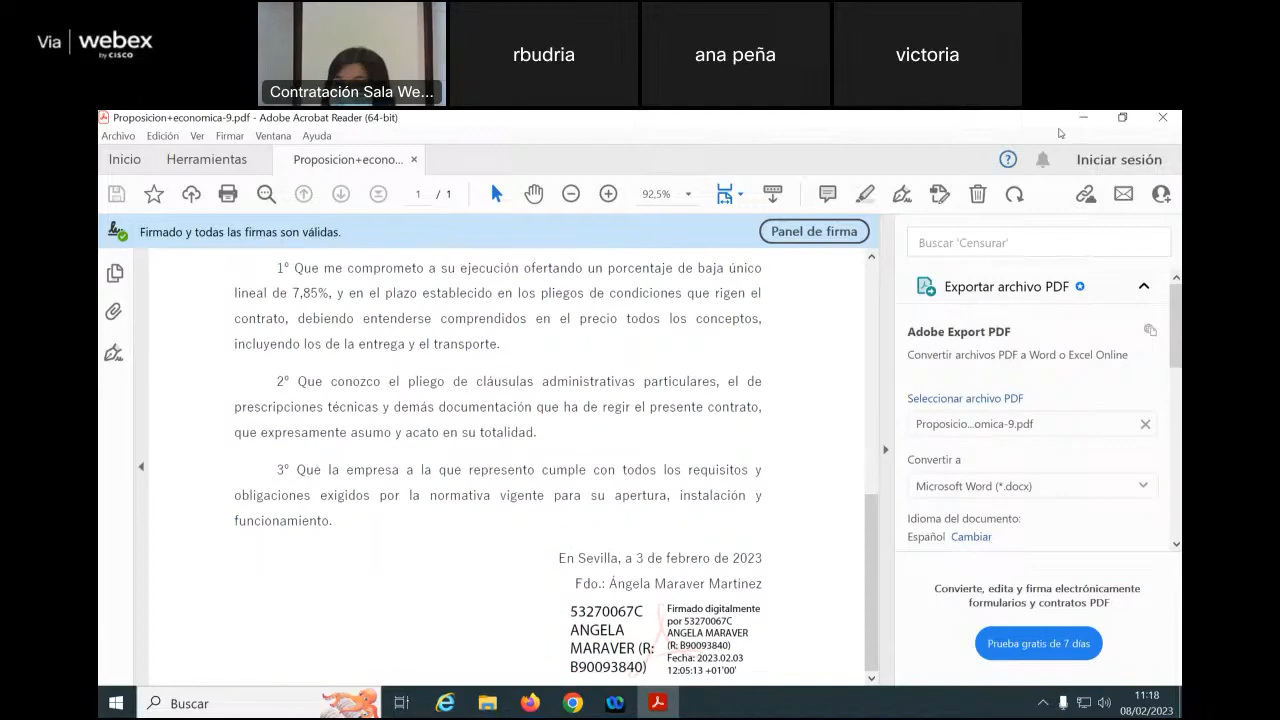 Via webex
by CISCO
Contratación Sala We...
rbudria
ana peña
victoria
Proposicion+economica-9.pdf - Adobe Acrobat Reader (64-bit)
Archivo Edición Ver Firmar Ventana Ayuda
Inicio Herramientas Proposicion+econo... × Iniciar sesión
1 / 1 92,5%
Firmado y todas las firmas son válidas. Panel de firma
1º Que me comprometo a su ejecución ofertando un porcentaje de baja único
lineal de 7,85%, y en el plazo establecido en los pliegos de condiciones que rigen el
contrato, debiendo entenderse comprendidos en el precio todos los conceptos,
incluyendo los de la entrega y el transporte.
2º Que conozco el pliego de cláusulas administrativas particulares, el de
prescripciones técnicas y demás documentación que ha de regir el presente contrato,
que expresamente asumo y acato en su totalidad.
3º Que la empresa a la que represento cumple con todos los requisitos y
obligaciones exigidos por la normativa vigente para su apertura, instalación y
funcionamiento.
En Sevilla, a 3 de febrero de 2023
Fdo.: Ángela Maraver Martinez
53270067C
ANGELA
MARAVER (R:
B90093840)
Firmado digitalmente
por 53270067C
ANGELA MARAVER
(R: B90093840)
Fecha: 2023.02.03
12:05:13 +01'00'
Buscar 'Censurar'
Exportar archivo PDF
Adobe Export PDF
Convertir archivos PDF a Word o Excel Online
Seleccionar archivo PDF
Proposicio...omica-9.pdf
Convertir a
Microsoft Word (*.docx)
Idioma del documento:
Español Cambiar
Convierte, edita y firma electrónicamente
formularios y contratos PDF
Prueba gratis de 7 días
Buscar
11:18
08/02/2023